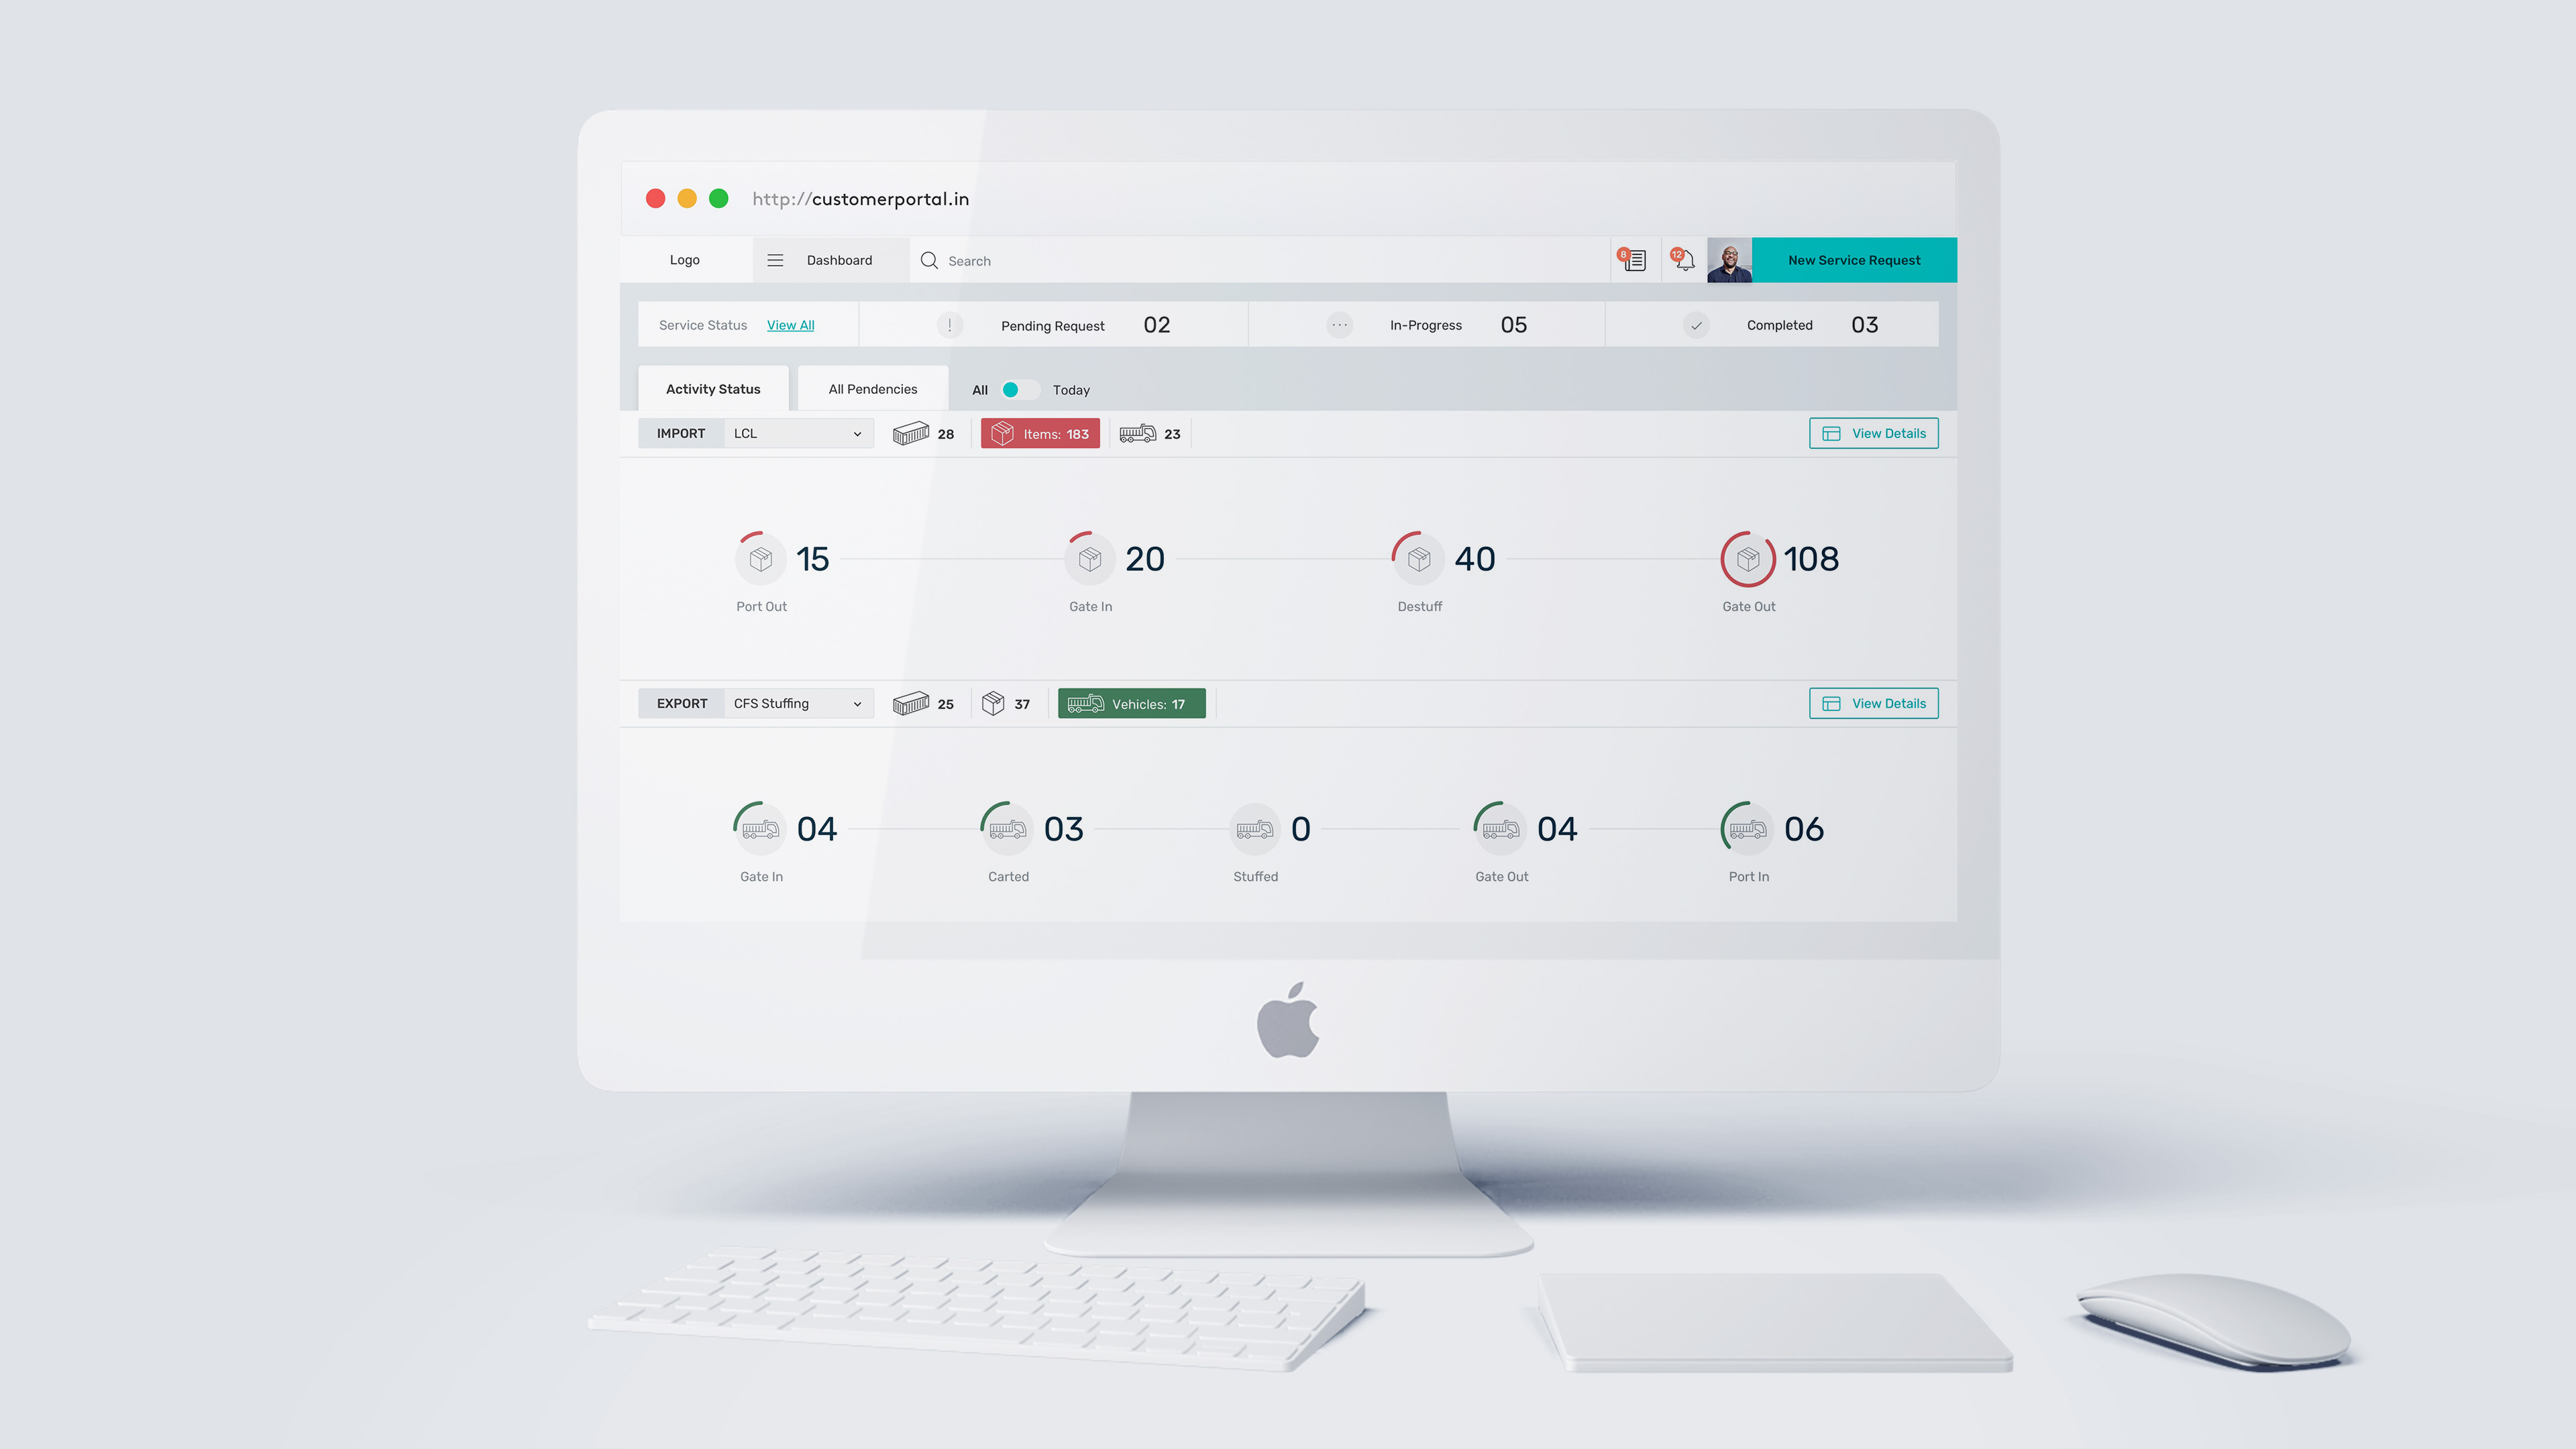 http://customerportal.in
Logo
Dashboard
Search
8
12
New Service Request
Service Status View All
! Pending Request 02
... In-Progress 05
Completed 03
Activity Status
All Pendencies
All Today
IMPORT LCL
28
Items: 183
23
View Details
15
Port Out
20
Gate In
40
Destuff
108
Gate Out
EXPORT CFS Stuffing
25
37
Vehicles: 17
View Details
04
Gate In
03
Carted
0
Stuffed
04
Gate Out
06
Port In